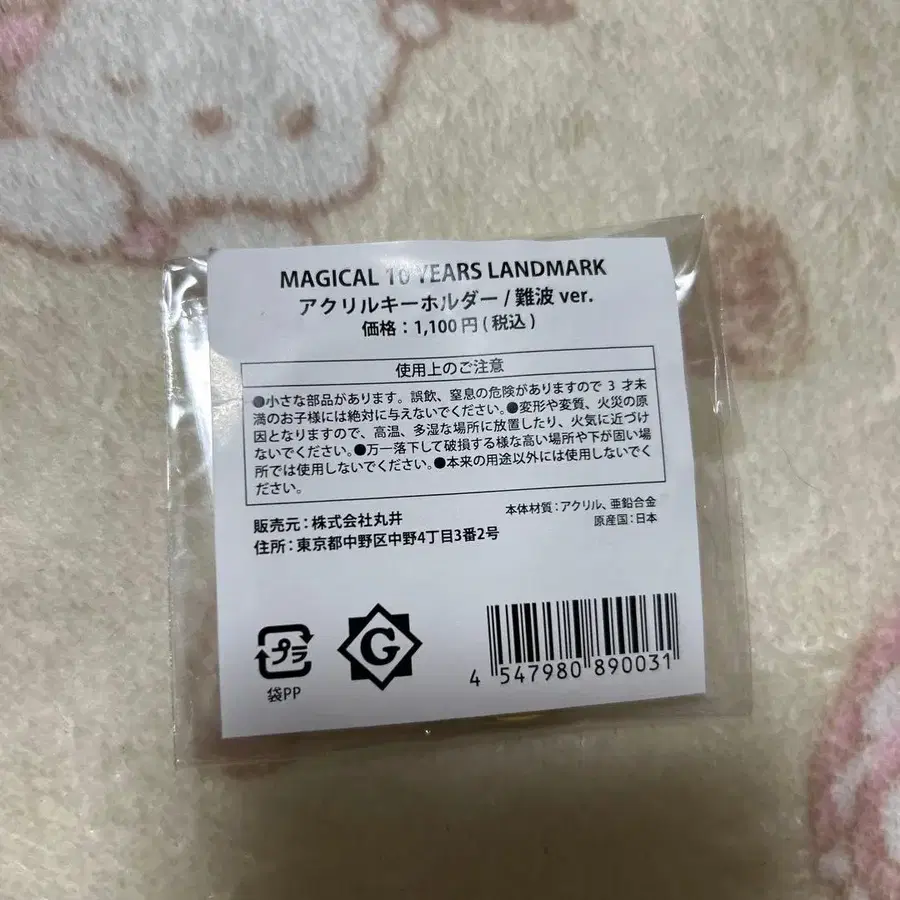 MAGICAL 10 YEARS LANDMARK
アクリルキーホルダー / 難波 ver.
価格：1,100 円 ( 税込 )
使用上のご注意
●小さな部品があります。誤飲、窒息の危険がありますので 3 才未
満のお子様には絶対に与えないでください。●変形や変質、火災の原
因となりますので、高温、多湿な場所に放置したり、火気に近づけ
ないでください。●万一落下して破損する様な高い場所や下が固い場
所では使用しないでください。●本来の用途以外には使用しないでく
ださい。
本体材質：アクリル、亜鉛合金
原産国：日本
販売元：株式会社丸井
住所：東京都中野区中野4丁目3番2号
プラ
袋PP
G
4 547980 890031